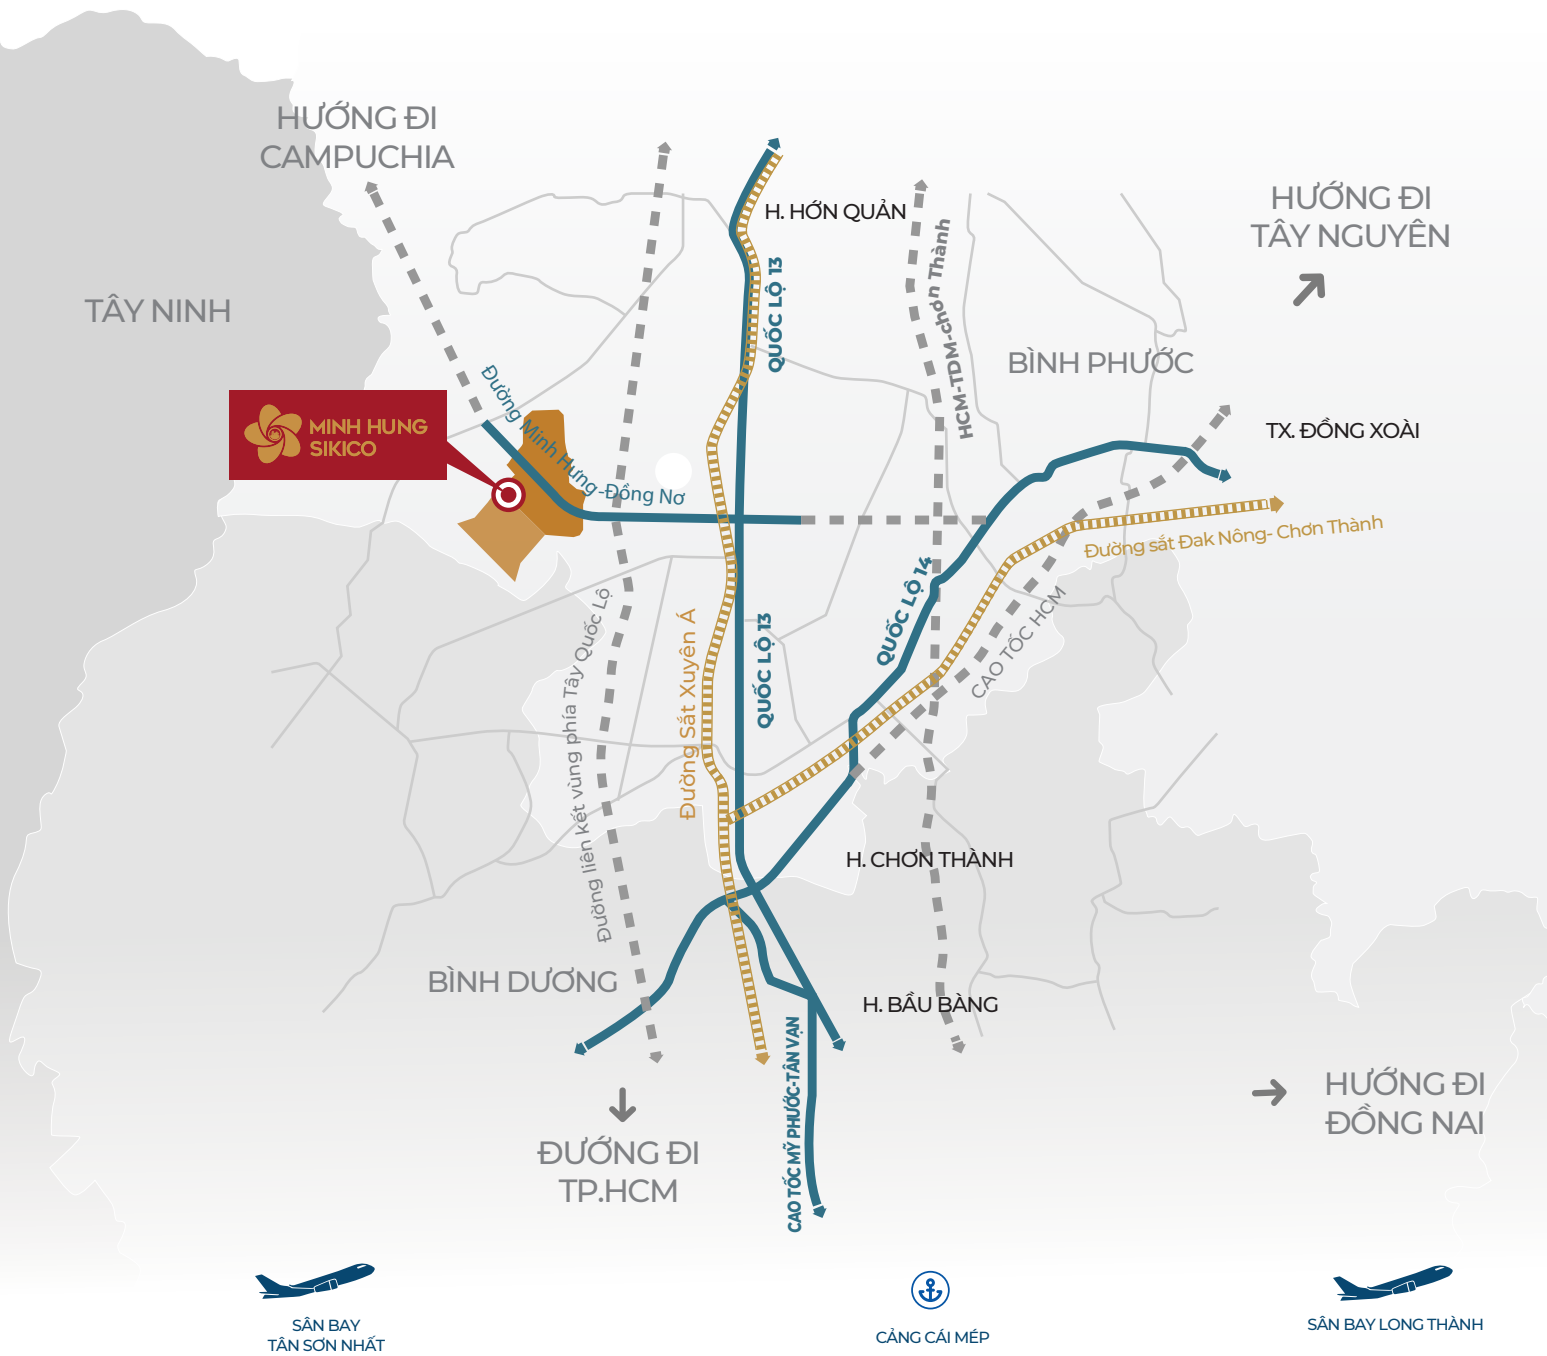 HƯỚNG ĐI
CAMPUCHIA
H. HỚN QUẢN
HƯỚNG ĐI
TÂY NGUYÊN
TÂY NINH
QUỐC LỘ 13
HCM-TDM-chơn Thành
BÌNH PHƯỚC
MINH HUNG
SIKICO
Đường Minh Hưng-Đồng Nơ
TX. ĐỒNG XOÀI
Đường sắt Đak Nông- Chơn Thành
QUỐC LỘ 14
CAO TỐC HCM
Đường liên kết vùng phía Tây Quốc Lộ
Đường Sắt Xuyên Á
QUỐC LỘ 13
H. CHƠN THÀNH
BÌNH DƯƠNG
H. BẦU BÀNG
CAO TỐC MỸ PHƯỚC-TÂN VẠN
HƯỚNG ĐI
ĐỒNG NAI
ĐƯỚNG ĐI
TP.HCM
SÂN BAY
TÂN SƠN NHẤT
CẢNG CÁI MÉP
SÂN BAY LONG THÀNH